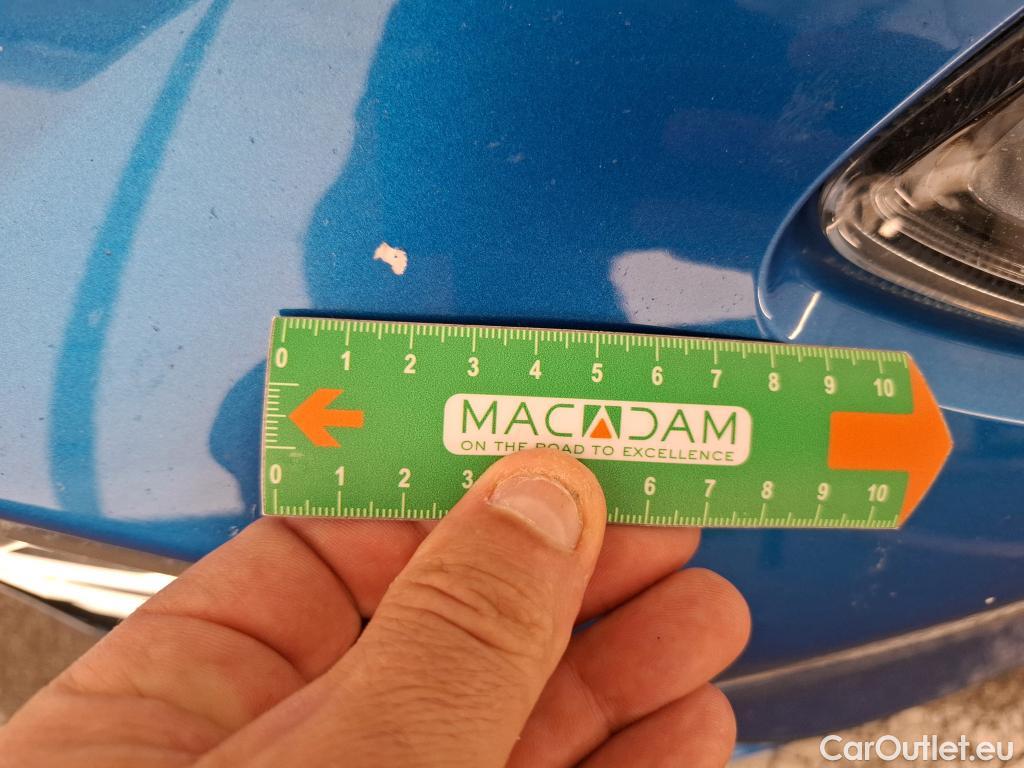 0 1 2 3 4 5 6 7 8 9 10
MACADAM
ON THE ROAD TO EXCELLENCE
0 1 2 3 6 7 8 9 10
CarOutlet.eu